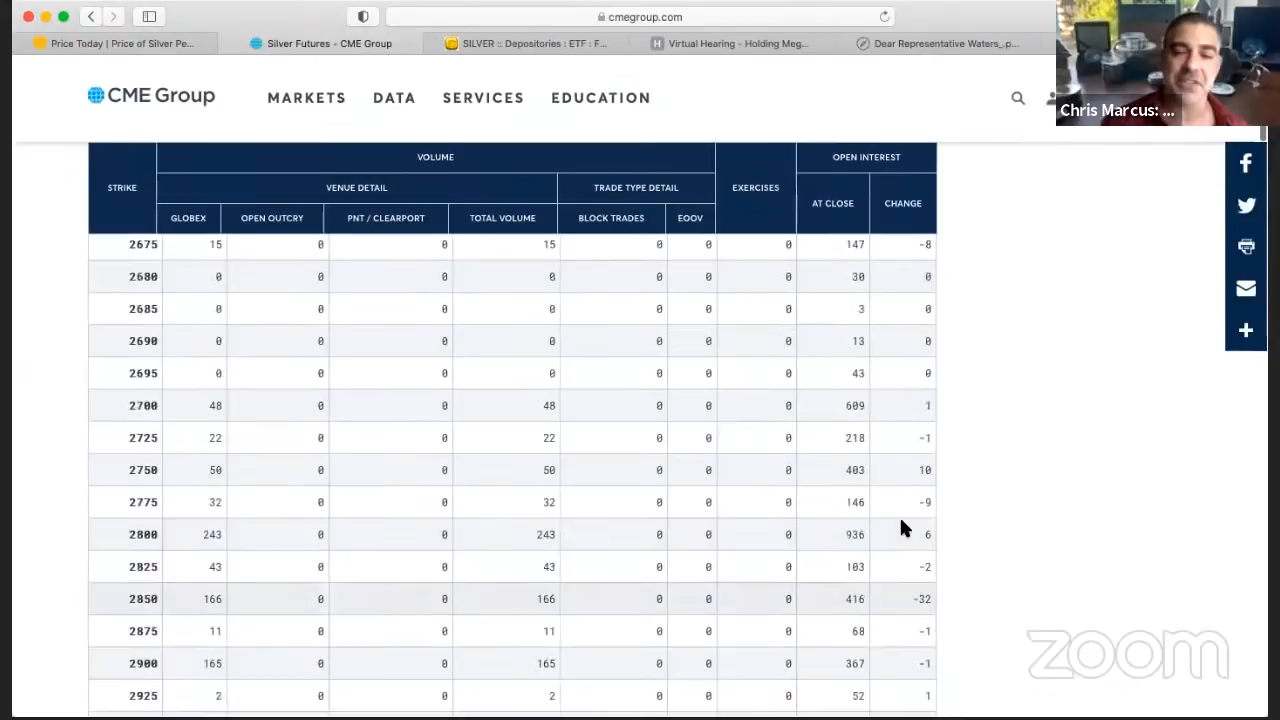 cmegroup.com
Price Today | Price of Silver Pe...
Silver Futures - CME Group
SILVER :: Depositories : ETF : F...
Virtual Hearing - Holding Meg...
Dear Representative Waters_.p...
CME Group
MARKETS DATA SERVICES EDUCATION
Chris Marcus: ...
VOLUME OPEN INTEREST
STRIKE VENUE DETAIL TRADE TYPE DETAIL EXERCISES AT CLOSE CHANGE
GLOBEX OPEN OUTCRY PNT / CLEARPORT TOTAL VOLUME BLOCK TRADES EOOV
2675 15 0 0 15 0 0 0 147 -8
2680 0 0 0 0 0 0 0 30 0
2685 0 0 0 0 0 0 0 3 0
2690 0 0 0 0 0 0 0 13 0
2695 0 0 0 0 0 0 0 43 0
2700 48 0 0 48 0 0 0 609 1
2725 22 0 0 22 0 0 0 218 -1
2750 50 0 0 50 0 0 0 403 10
2775 32 0 0 32 0 0 0 146 -9
2800 243 0 0 243 0 0 0 936 6
2825 43 0 0 43 0 0 0 103 -2
2850 166 0 0 166 0 0 0 416 -32
2875 11 0 0 11 0 0 0 68 -1
2900 165 0 0 165 0 0 0 367 -1
2925 2 0 0 2 0 0 0 52 1
zoom